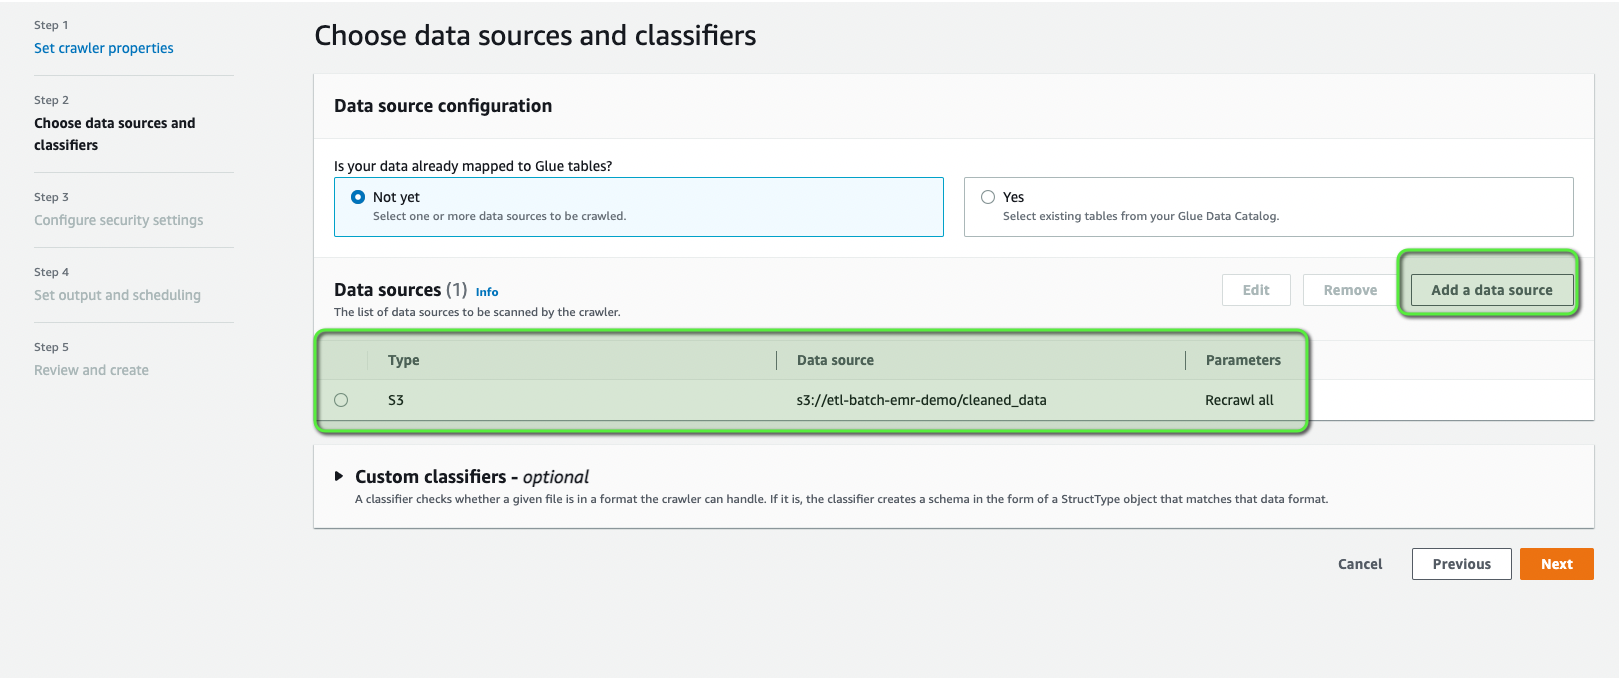 Step 1
Set crawler properties
Step 2
Choose data sources and
classifiers
Step 3
Configure security settings
Step 4
Set output and scheduling
Step 5
Review and create
Choose data sources and classifiers
Data source configuration
Is your data already mapped to Glue tables?
Not yet
Select one or more data sources to be crawled.
Yes
Select existing tables from your Glue Data Catalog.
Data sources (1) Info
The list of data sources to be scanned by the crawler.
Edit Remove Add a data source
Type Data source Parameters
S3 s3://etl-batch-emr-demo/cleaned_data Recrawl all
Custom classifiers - optional
A classifier checks whether a given file is in a format the crawler can handle. If it is, the classifier creates a schema in the form of a StructType object that matches that data format.
Cancel Previous Next